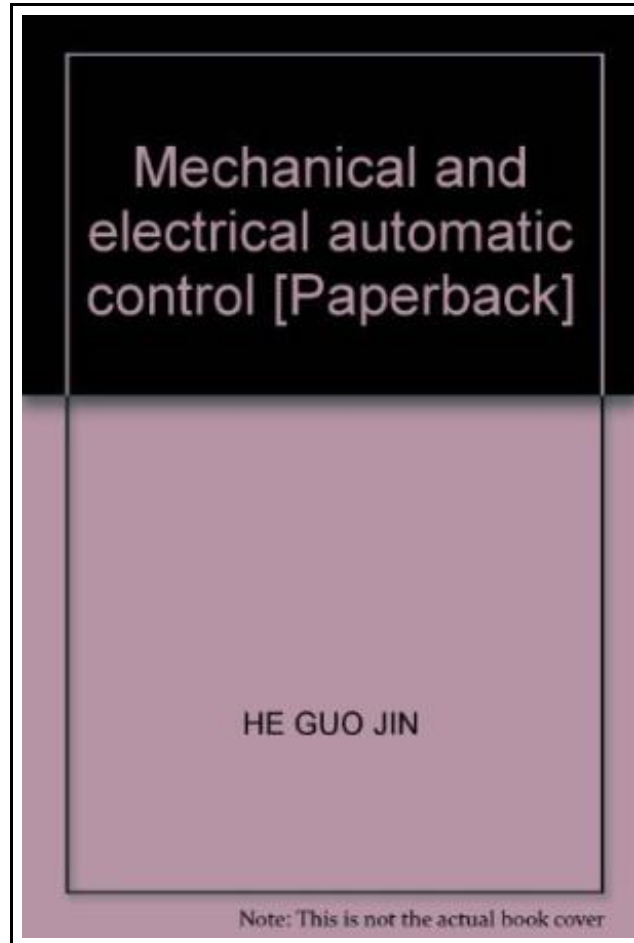 Mechanical and
electrical automatic
control [Paperback]
HE GUO JIN
Note: This is not the actual book cover